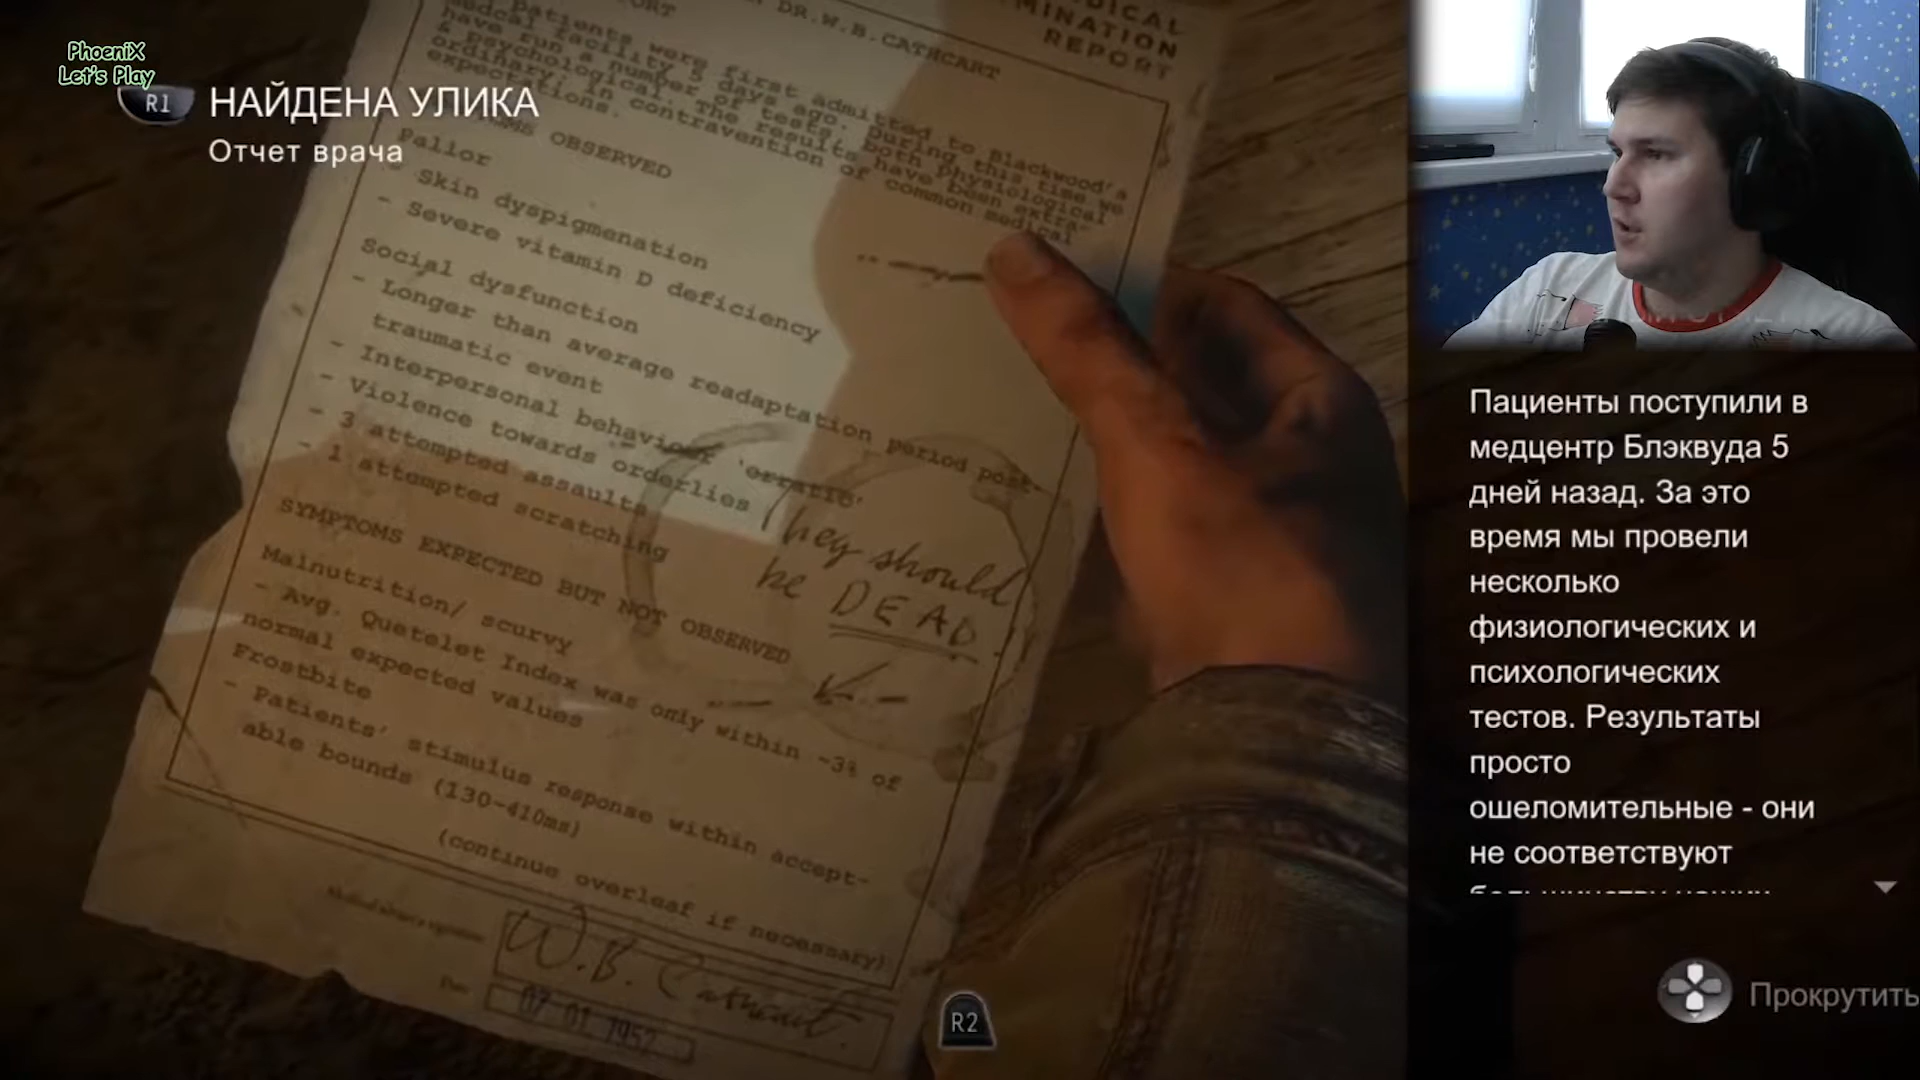 PhoeniX
Let's Play
R1
НАЙДЕНА УЛИКА
Отчет врача
DR.W.B.CATHCART
REPORT
Patients were first admitted to Blackwood's
medcal facility 5 days ago. During this time we
have run a number of tests, both physiological
& psychological. The results have been extra-
ordinary; in contravention of common medical
expectations.
OBSERVED
Pallor
- Skin dyspigmenation
- Severe vitamin D deficiency
Social dysfunction
- Longer than average readaptation period post-
traumatic event
- Interpersonal behaviour 'erratic'
- Violence towards orderlies
- 3 attempted assaults
- 1 attempted scratching
They should
be DEAD.
SYMPTOMS EXPECTED BUT NOT OBSERVED
Malnutrition/ scurvy
- Avg. Quetelet Index was only within ~3% of
normal expected values
Frostbite
- Patients' stimulus response within accept-
able bounds (130-410ms)
(continue overleaf if necessary)
W.B. Cathcart.
07 01 1952
R2
Пациенты поступили в
медцентр Блэквуда 5
дней назад. За это
время мы провели
несколько
физиологических и
психологических
тестов. Результаты
просто
ошеломительные - они
не соответствуют
Прокрутить